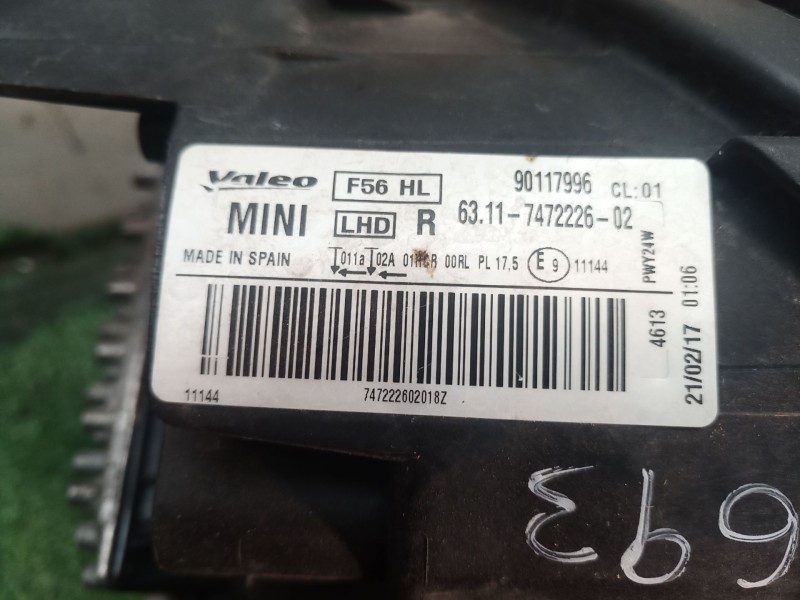 Valeo F56 HL 90117996 CL:01
MINI LHD R 63.11-7472226-02
MADE IN SPAIN 011a 02A 01HCR 00RL PL 17,5 E 9 11144
PWY24W
4613
21/02/17 01:06
11144 747222602018Z
693